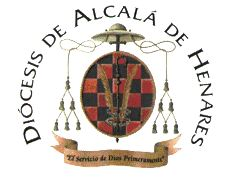 DIÓCESIS DE ALCALÁ DE HENARES
"El Servicio de Dios Primeramente"